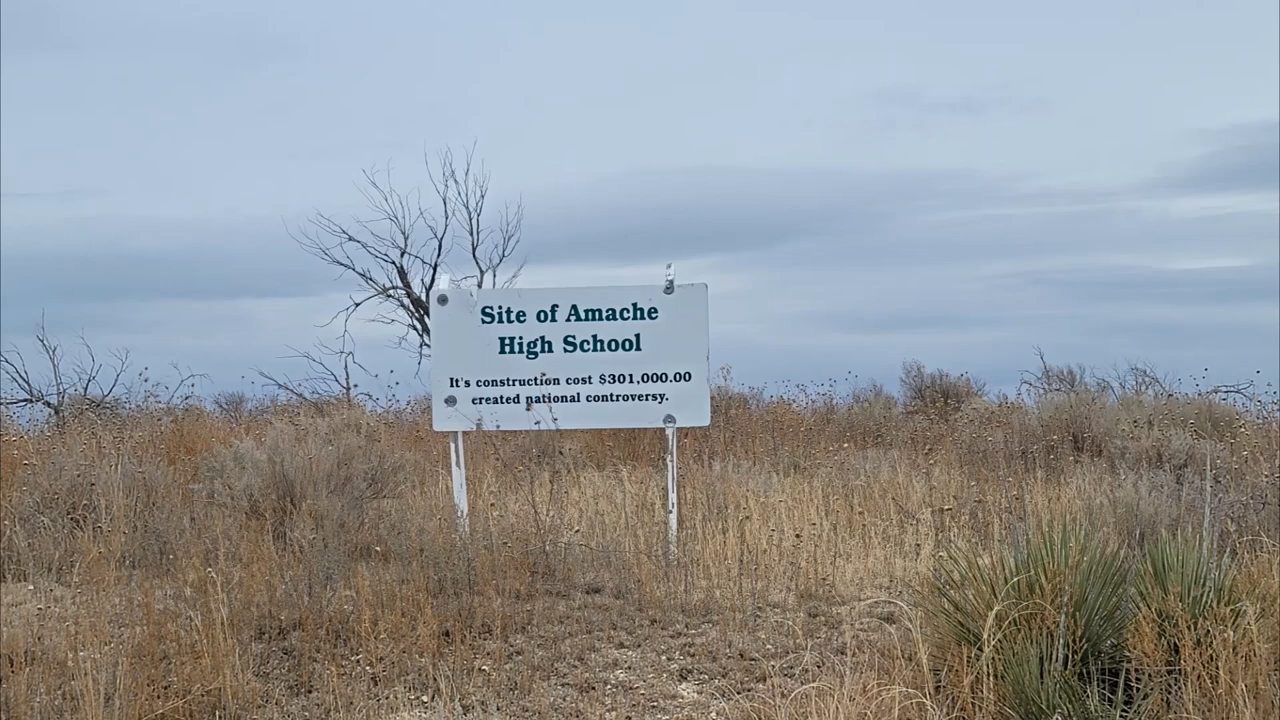 Site of Amache
High School
It's construction cost $301,000.00
created national controversy.